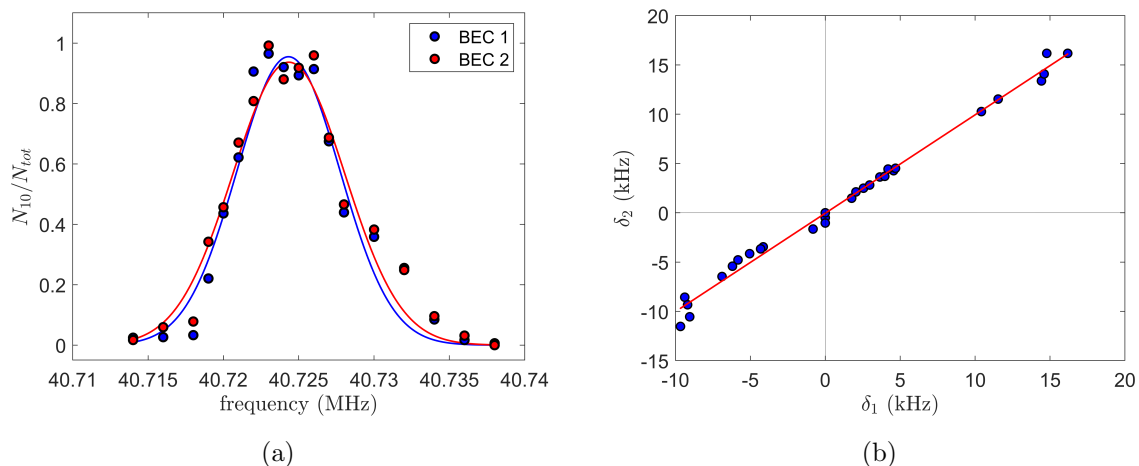 BEC 1
BEC 2
1
0.8
0.6
0.4
0.2
0
N10/Ntot
40.71 40.715 40.72 40.725 40.73 40.735 40.74
frequency (MHz)
(a)
20
15
10
5
0
-5
-10
-15
δ2 (kHz)
-10 -5 0 5 10 15 20
δ1 (kHz)
(b)